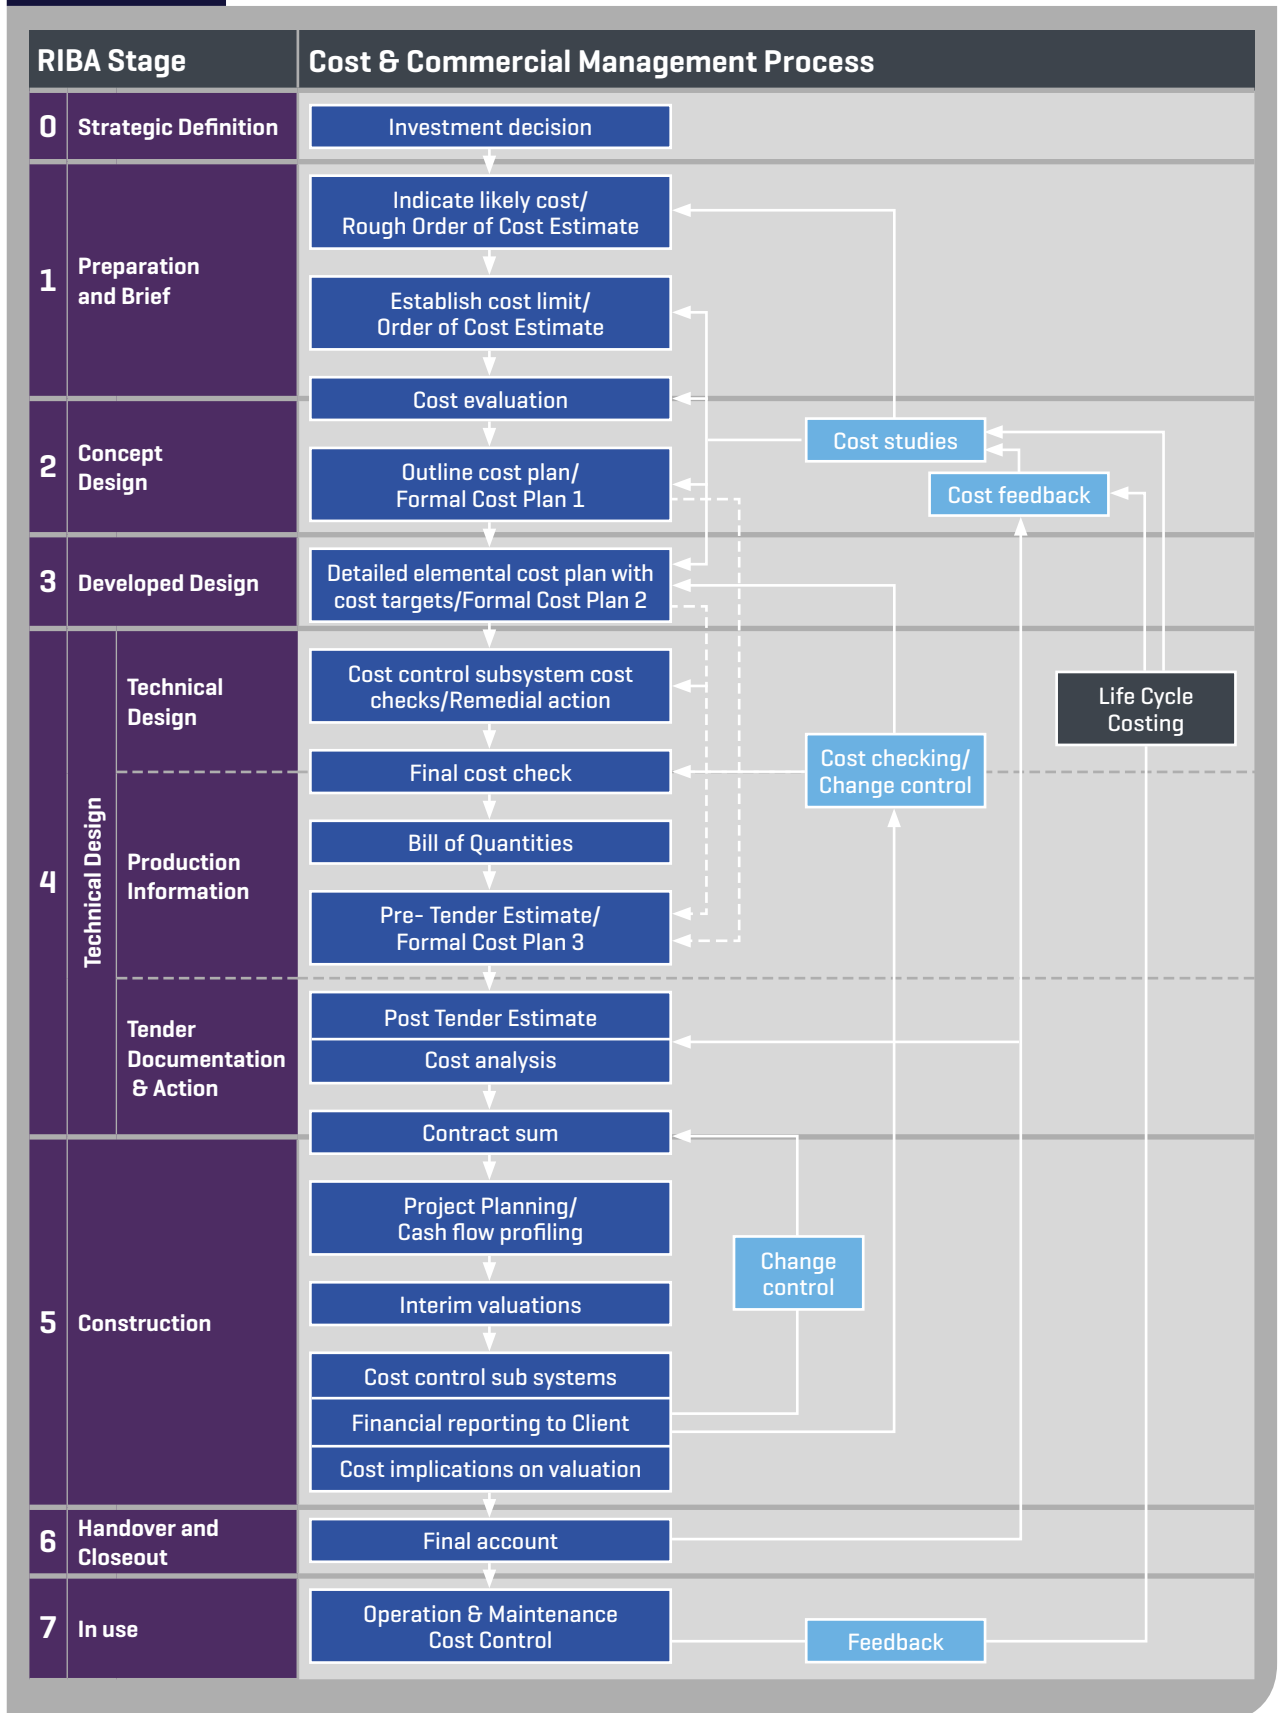 RIBA Stage
Cost & Commercial Management Process
0
Strategic Definition
Investment decision
1
Preparation
and Brief
Indicate likely cost/
Rough Order of Cost Estimate
Establish cost limit/
Order of Cost Estimate
Cost evaluation
2
Concept
Design
Outline cost plan/
Formal Cost Plan 1
Cost studies
Cost feedback
3
Developed Design
Detailed elemental cost plan with
cost targets/Formal Cost Plan 2
4
Technical Design
Technical
Design
Cost control subsystem cost
checks/Remedial action
Life Cycle
Costing
Final cost check
Cost checking/
Change control
Production
Information
Bill of Quantities
Pre- Tender Estimate/
Formal Cost Plan 3
Tender
Documentation
& Action
Post Tender Estimate
Cost analysis
Contract sum
5
Construction
Project Planning/
Cash flow profiling
Change
control
Interim valuations
Cost control sub systems
Financial reporting to Client
Cost implications on valuation
6
Handover and
Closeout
Final account
7
In use
Operation & Maintenance
Cost Control
Feedback